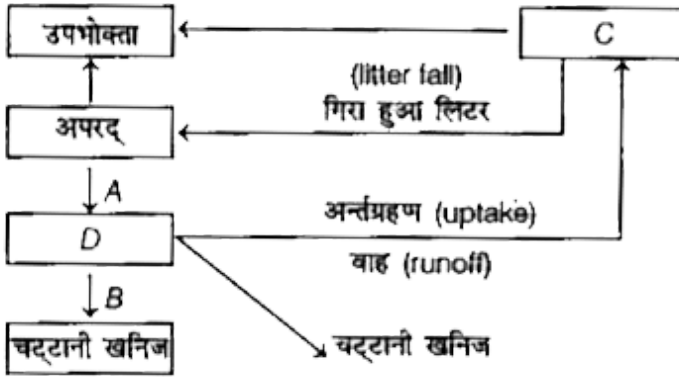 उपभोक्ता
C
(litter fall)
गिरा हुआ लिटर
अपरद्
A
अर्न्तग्रहण (uptake)
D
वाह (runoff)
B
चट्टानी खनिज
चट्टानी खनिज